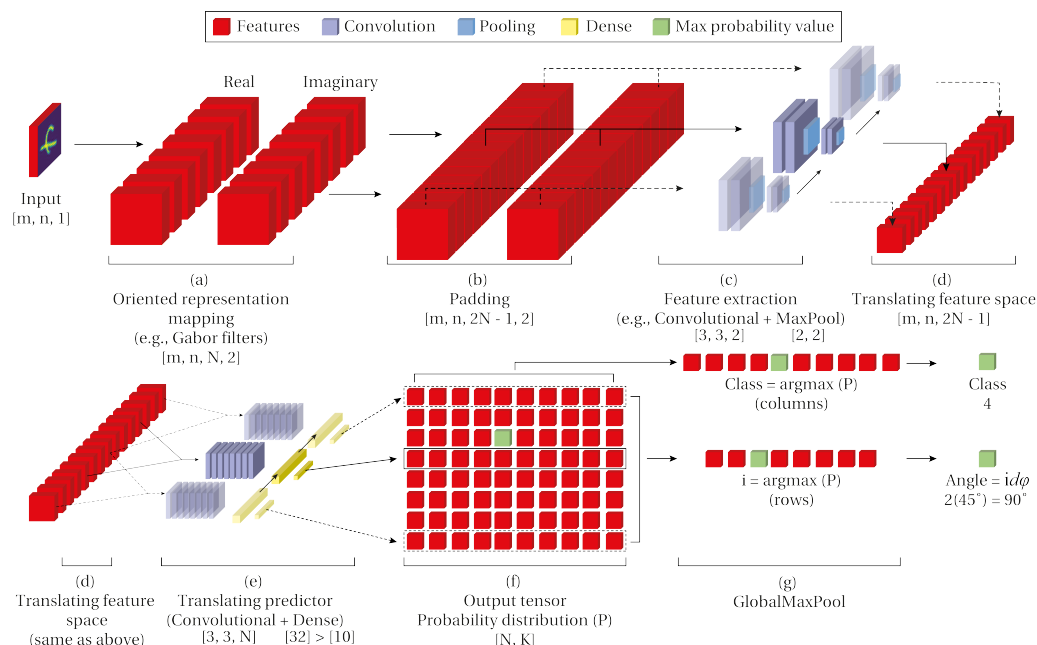 Features Convolution Pooling Dense Max probability value
Real Imaginary
Input
[m, n, 1]
(a)
Oriented representation
mapping
(e.g., Gabor filters)
[m, n, N, 2]
(b)
Padding
[m, n, 2N - 1, 2]
(c)
Feature extraction
(e.g., Convolutional + MaxPool)
[3, 3, 2] [2, 2]
(d)
Translating feature space
[m, n, 2N - 1]
Class = argmax (P)
(columns)
Class
4
i = argmax (P)
(rows)
Angle = idφ
2(45˚) = 90˚
(d)
Translating feature
space
(same as above)
(e)
Translating predictor
(Convolutional + Dense)
[3, 3, N] [32] > [10]
(f)
Output tensor
Probability distribution (P)
[N, K]
(g)
GlobalMaxPool